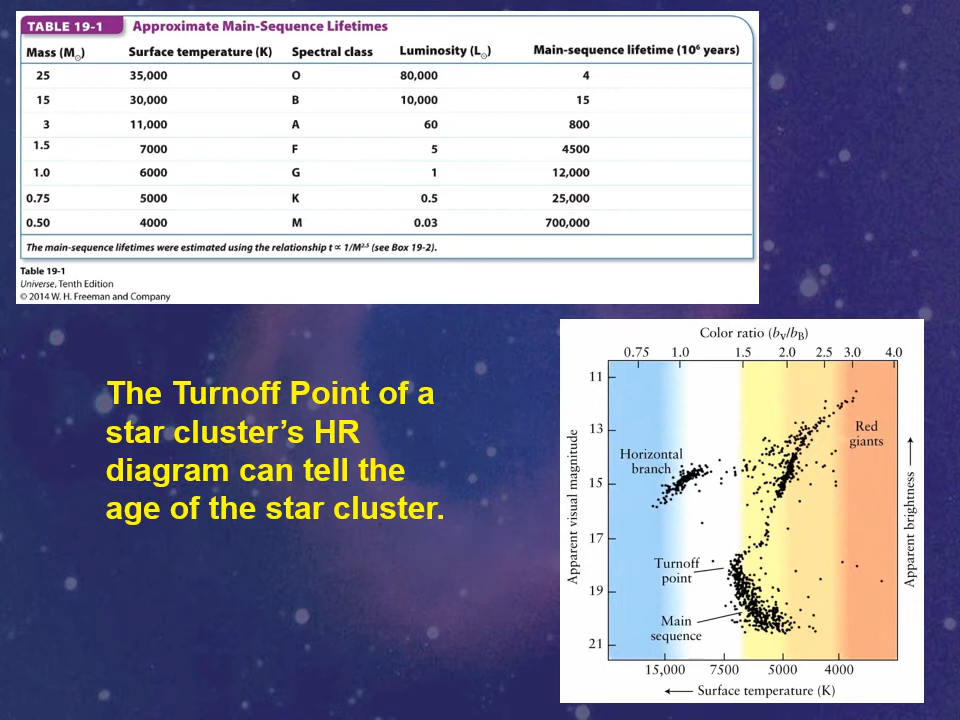 TABLE 19-1 Approximate Main-Sequence Lifetimes
Mass (M☉) Surface temperature (K) Spectral class Luminosity (L☉) Main-sequence lifetime (10⁶ years)
25 35,000 O 80,000 4
15 30,000 B 10,000 15
3 11,000 A 60 800
1.5 7000 F 5 4500
1.0 6000 G 1 12,000
0.75 5000 K 0.5 25,000
0.50 4000 M 0.03 700,000
The main-sequence lifetimes were estimated using the relationship t ∝ 1/M²·⁵ (see Box 19-2).
Table 19-1
Universe, Tenth Edition
© 2014 W. H. Freeman and Company
The Turnoff Point of a
star cluster’s HR
diagram can tell the
age of the star cluster.
Color ratio (bV/bB)
0.75 1.0 1.5 2.0 2.5 3.0 4.0
11
13
15
17
19
21
Apparent visual magnitude
Horizontal
branch
Red
giants
Turnoff
point
Main
sequence
Apparent brightness
15,000 7500 5000 4000
Surface temperature (K)